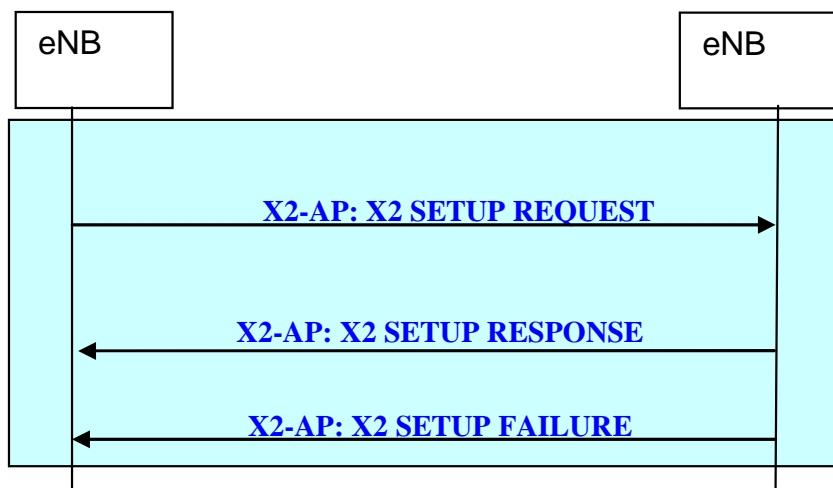 eNB
eNB
X2-AP: X2 SETUP REQUEST
X2-AP: X2 SETUP RESPONSE
X2-AP: X2 SETUP FAILURE